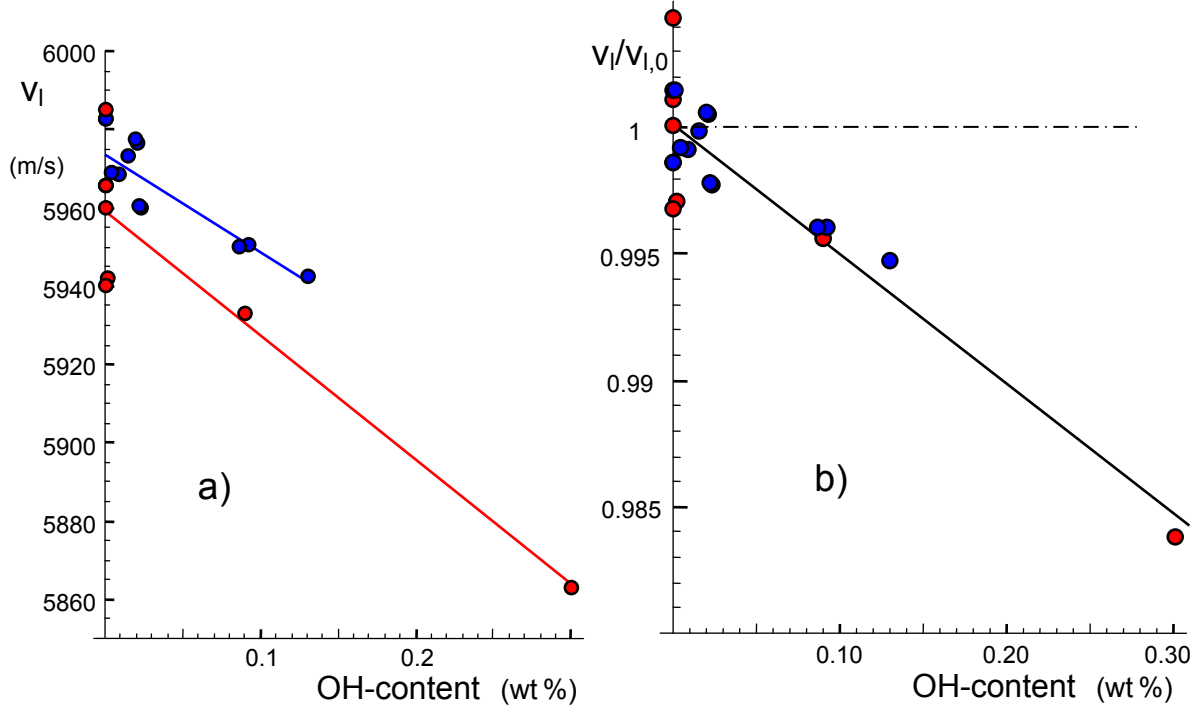 6000
v_l
(m/s)
5960
5940
5920
5900
5880
5860
a)
0.1
0.2
OH-content (wt %)
v_l/v_l,0
1
0.995
0.99
0.985
b)
0.10
0.20
0.30
OH-content (wt %)